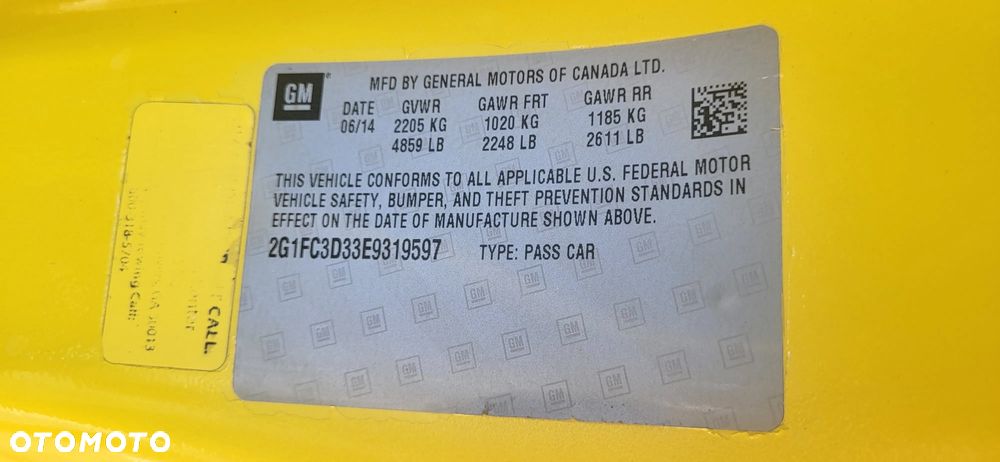 GM
MFD BY GENERAL MOTORS OF CANADA LTD.
DATE GVWR GAWR FRT GAWR RR
06/14 2205 KG 1020 KG 1185 KG
4859 LB 2248 LB 2611 LB
THIS VEHICLE CONFORMS TO ALL APPLICABLE U.S. FEDERAL MOTOR
VEHICLE SAFETY, BUMPER, AND THEFT PREVENTION STANDARDS IN
EFFECT ON THE DATE OF MANUFACTURE SHOWN ABOVE.
2G1FC3D33E9319597 TYPE: PASS CAR
CALL
OTOMOTO